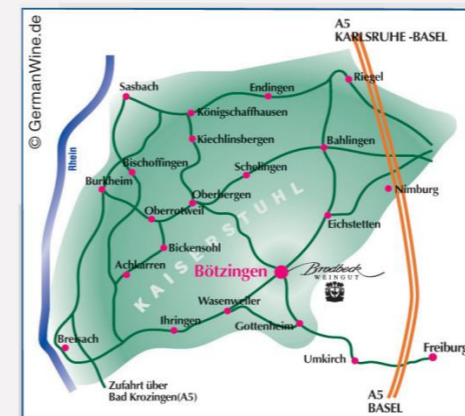 © GermanWine.de
A5
KARLSRUHE -BASEL
Rhein
Sasbach
Endingen
Riegel
Königschaffhausen
Kiechlinsbergen
Bahlingen
Bischoffingen
Schelingen
Burkheim
Oberbergen
Nimburg
Oberrotweil
Eichstetten
KAISERSTUHL
Bickensohl
Achkarren
Bötzingen
Brodbeck
WEINGUT
Wasenweiler
Ihringen
Gottenheim
Breisach
Umkirch
Freiburg
Zufahrt über
Bad Krozingen(A5)
A5
BASEL